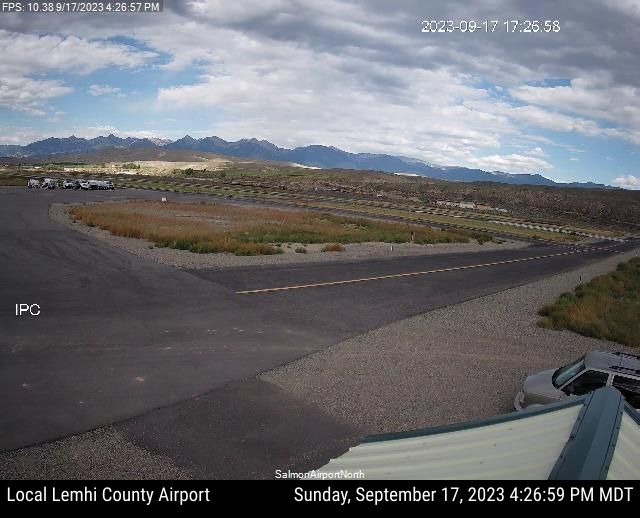 FPS: 10.38 9/17/2023 4:26:57 PM
2023-09-17 17:26:58
IPC
SalmonAirportNorth
Local Lemhi County Airport Sunday, September 17, 2023 4:26:59 PM MDT